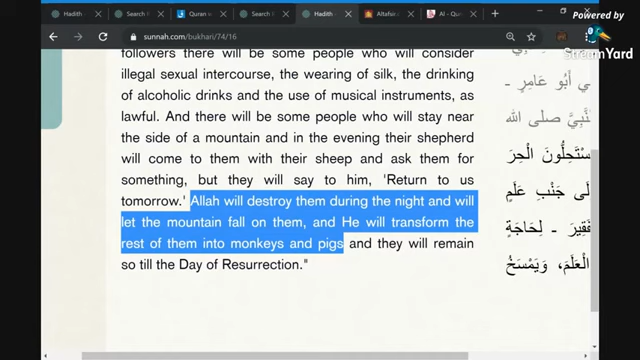 Hadith
Search
Quran w
Search
Hadith
Altafsir.c
Al - Qur
Powered by
StreamYard
sunnah.com/bukhari/74/16
followers there will be some people who will consider
illegal sexual intercourse, the wearing of silk, the drinking
of alcoholic drinks and the use of musical instruments, as
lawful. And there will be some people who will stay near
the side of a mountain and in the evening their shepherd
will come to them with their sheep and ask them for
something, but they will say to him, 'Return to us
tomorrow.' Allah will destroy them during the night and will
let the mountain fall on them, and He will transform the
rest of them into monkeys and pigs and they will remain
so till the Day of Resurrection."
أَبُو عَامِرٍ ـ
النَّبِيَّ صلى الله
يَسْتَحِلُّونَ الْحِرَ
إِلَى جَنْبِ عَلَمٍ
الْفَقِيرَ ـ لِحَاجَةٍ
الْعَلَمَ، وَيَمْسَخُ